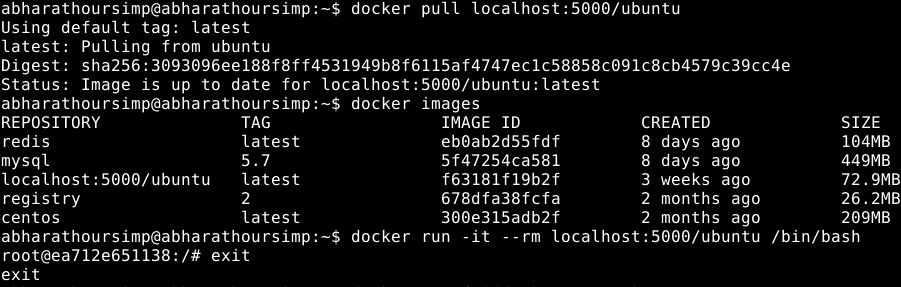 abharathoursimp@abharathoursimp:~$ docker pull localhost:5000/ubuntu
Using default tag: latest
latest: Pulling from ubuntu
Digest: sha256:3093096ee188f8ff4531949b8f6115af4747ec1c58858c091c8cb4579c39cc4e
Status: Image is up to date for localhost:5000/ubuntu:latest
abharathoursimp@abharathoursimp:~$ docker images
REPOSITORY TAG IMAGE ID CREATED SIZE
redis latest eb0ab2d55fdf 8 days ago 104MB
mysql 5.7 5f47254ca581 8 days ago 449MB
localhost:5000/ubuntu latest f63181f19b2f 3 weeks ago 72.9MB
registry 2 678dfa38fcfa 2 months ago 26.2MB
centos latest 300e315adb2f 2 months ago 209MB
abharathoursimp@abharathoursimp:~$ docker run -it --rm localhost:5000/ubuntu /bin/bash
root@ea712e651138:/# exit
exit